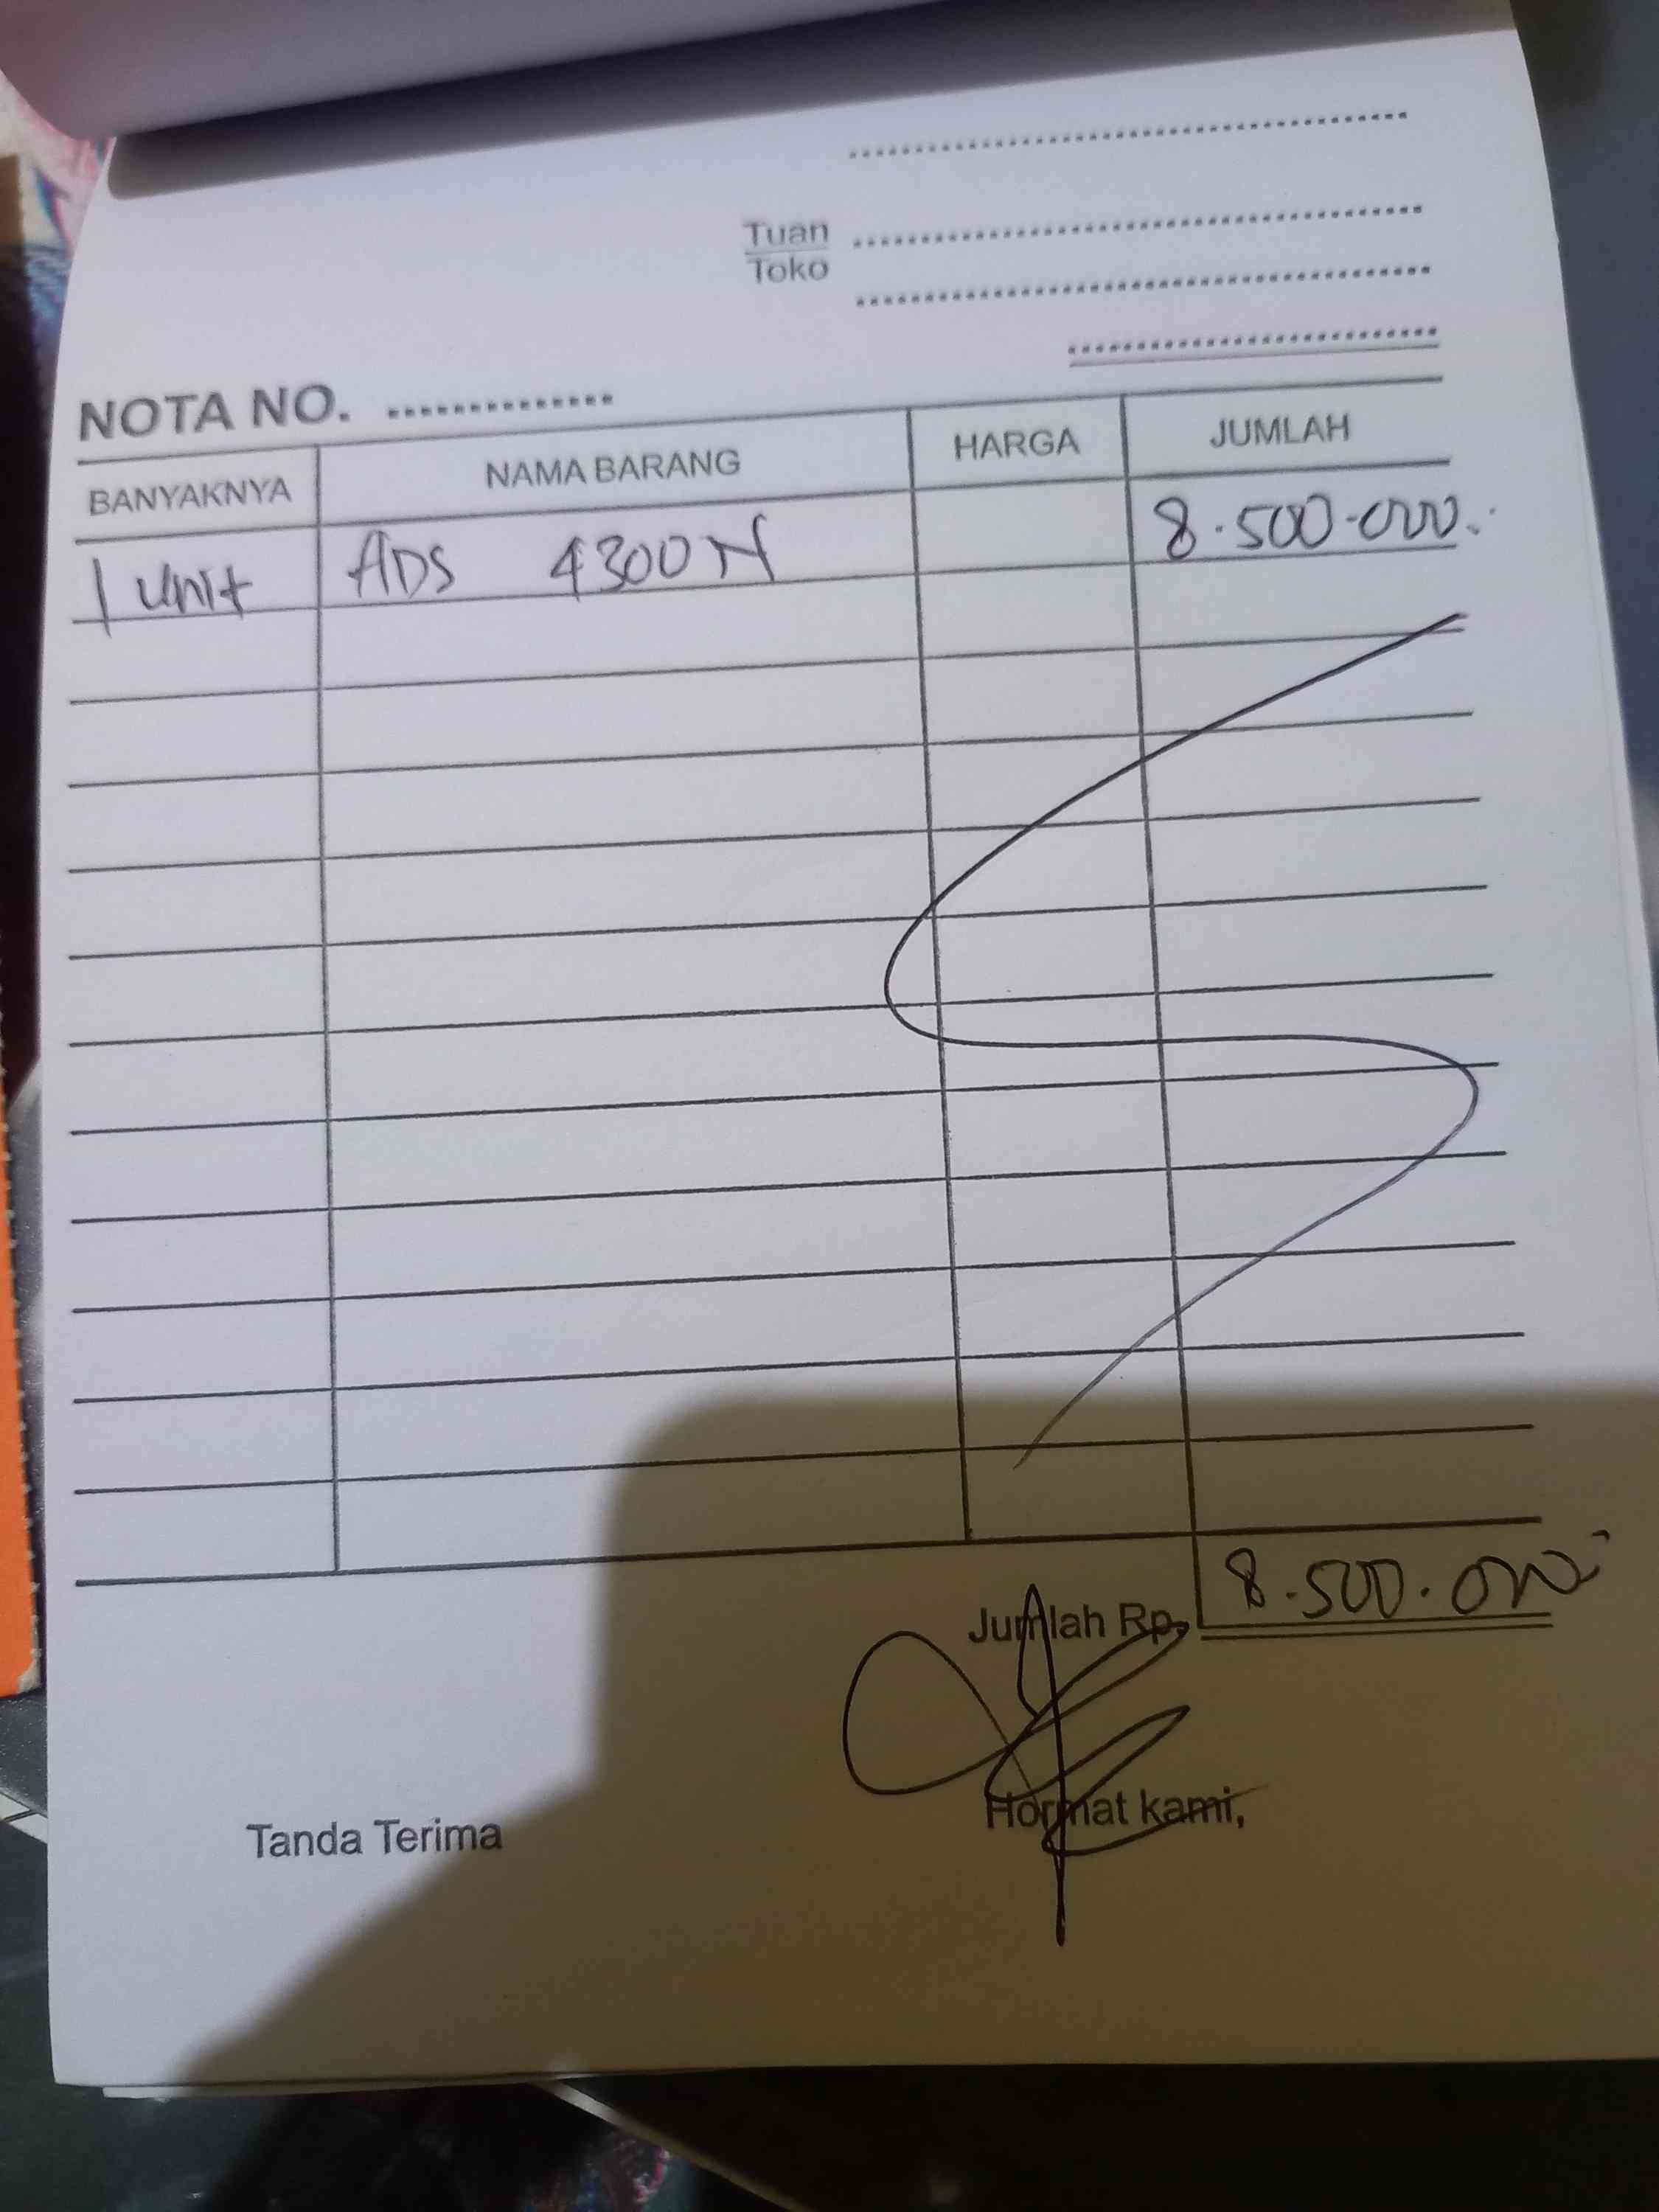 Tuan
Toko
NOTA NO. ..............
BANYAKNYA NAMA BARANG HARGA JUMLAH
1 unit ADS 4300N 8.500.000
Jumlah Rp. 8.500.000
Tanda Terima Hormat kami,